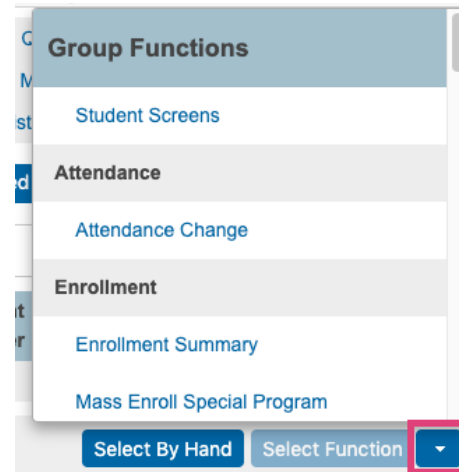 Group Functions
Student Screens
Attendance
Attendance Change
Enrollment
Enrollment Summary
Mass Enroll Special Program
Select By Hand
Select Function